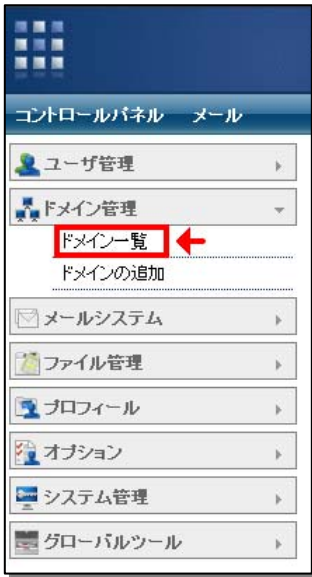 コントロールパネル メール
ユーザ管理
ドメイン管理
ドメイン一覧
ドメインの追加
メールシステム
ファイル管理
プロフィール
オプション
システム管理
グローバルツール